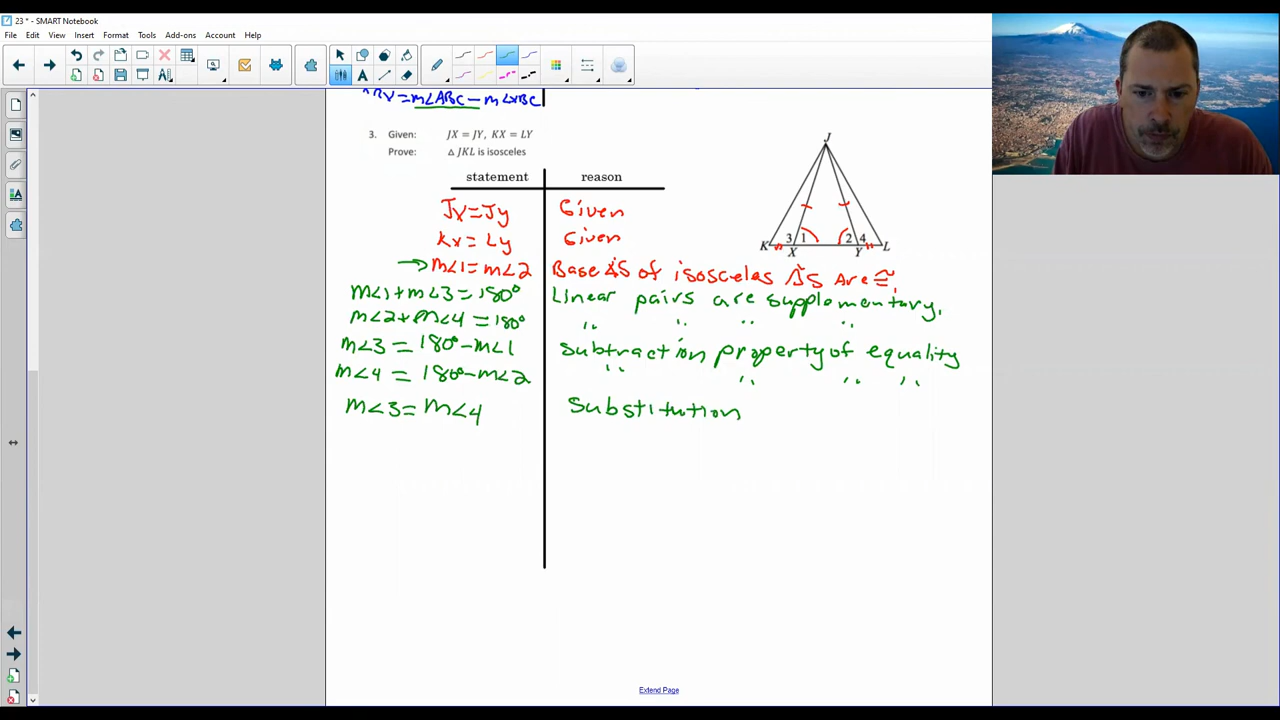 23 * - SMART Notebook
File Edit View Insert Format Tools Add-ons Account Help
= m∠ABC - m∠XBC
3. Given: JX = JY, KX = LY
Prove: △ JKL is isosceles
statement reason
Jx = Jy Given
Kx = Ly Given
→ m∠1 = m∠2 Base ∡s of isosceles △s Are ≅.
m∠1 + m∠3 = 180° Linear pairs are supplementary.
m∠2 + m∠4 = 180° " " " "
m∠3 = 180° - m∠1 Subtraction property of equality
m∠4 = 180° - m∠2 " " " "
m∠3 = m∠4 Substitution
J
K 3 1 2 4 L
X Y
Extend Page